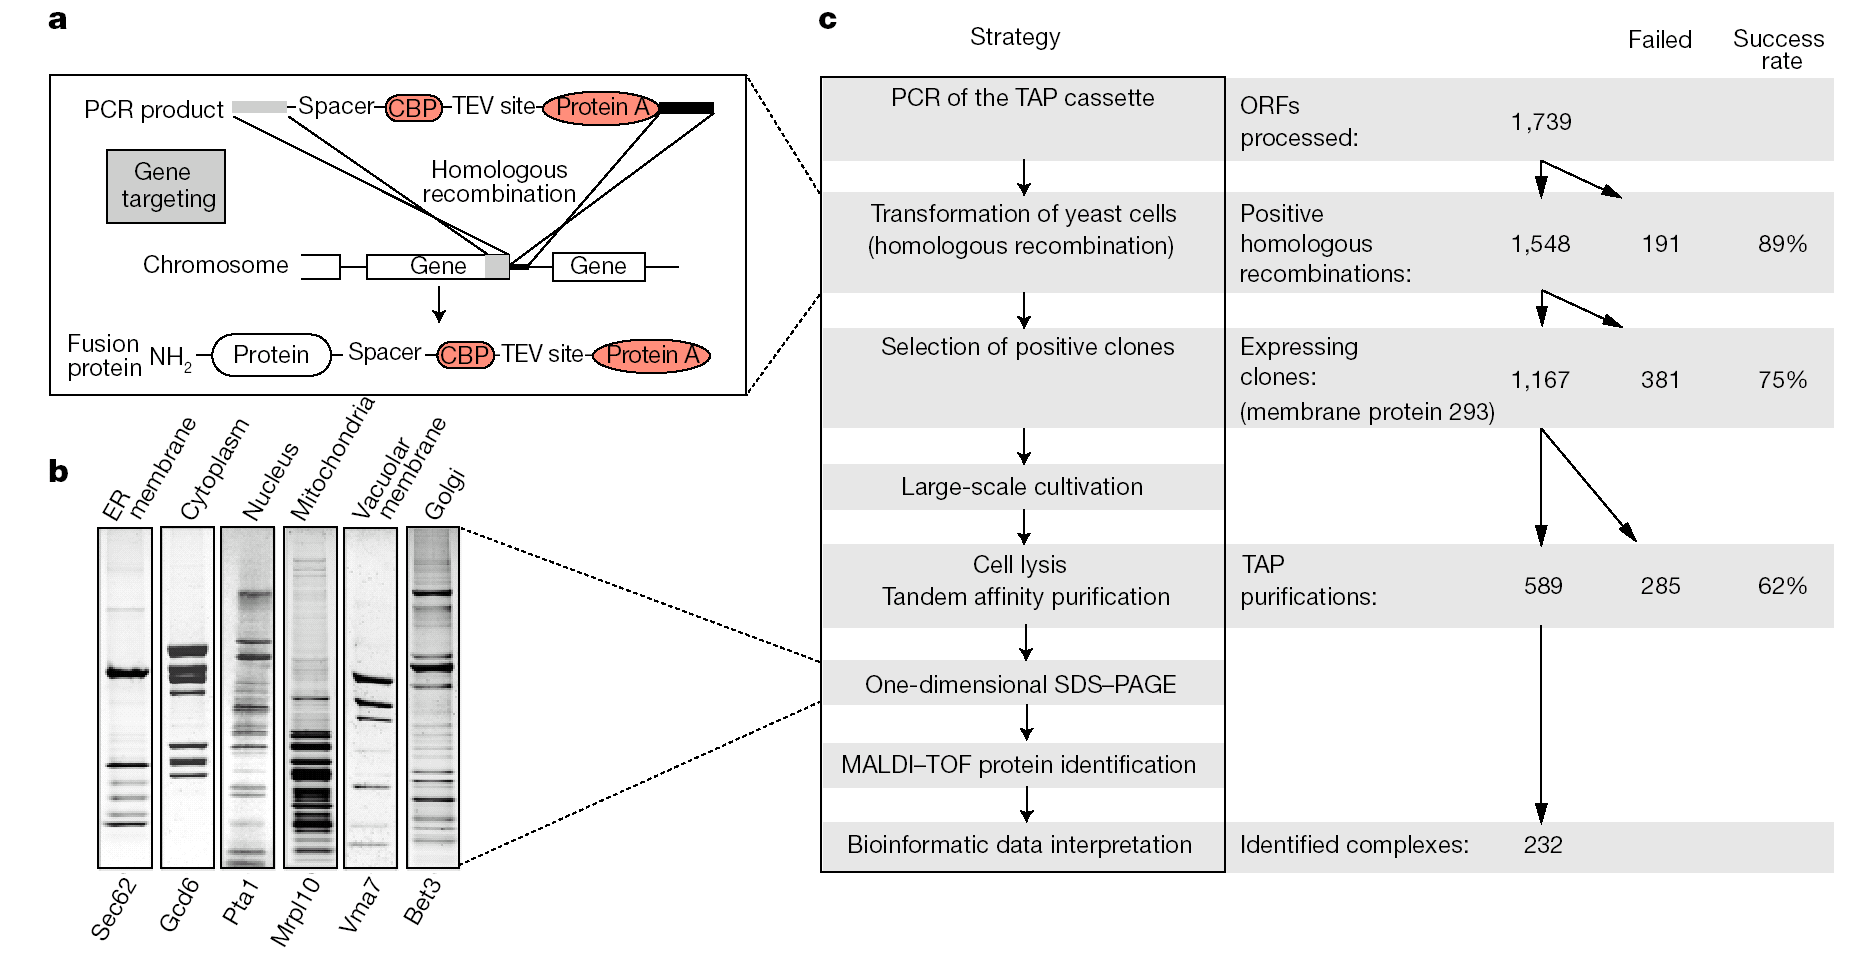 a
PCR product Spacer CBP TEV site Protein A
Gene
targeting
Homologous
recombination
Chromosome Gene Gene
Fusion
protein NH2 Protein Spacer CBP TEV site Protein A
b
ER
membrane
Cytoplasm
Nucleus
Mitochondria
Vacuolar
membrane
Golgi
Sec62
Gcd6
Pta1
Mrpl10
Vma7
Bet3
c
Strategy
Failed
Success
rate
PCR of the TAP cassette
ORFs
processed:
1,739
Transformation of yeast cells
(homologous recombination)
Positive
homologous
recombinations:
1,548 191 89%
Selection of positive clones
Expressing
clones:
(membrane protein 293)
1,167 381 75%
Large-scale cultivation
Cell lysis
Tandem affinity purification
TAP
purifications:
589 285 62%
One-dimensional SDS–PAGE
MALDI–TOF protein identification
Bioinformatic data interpretation
Identified complexes: 232